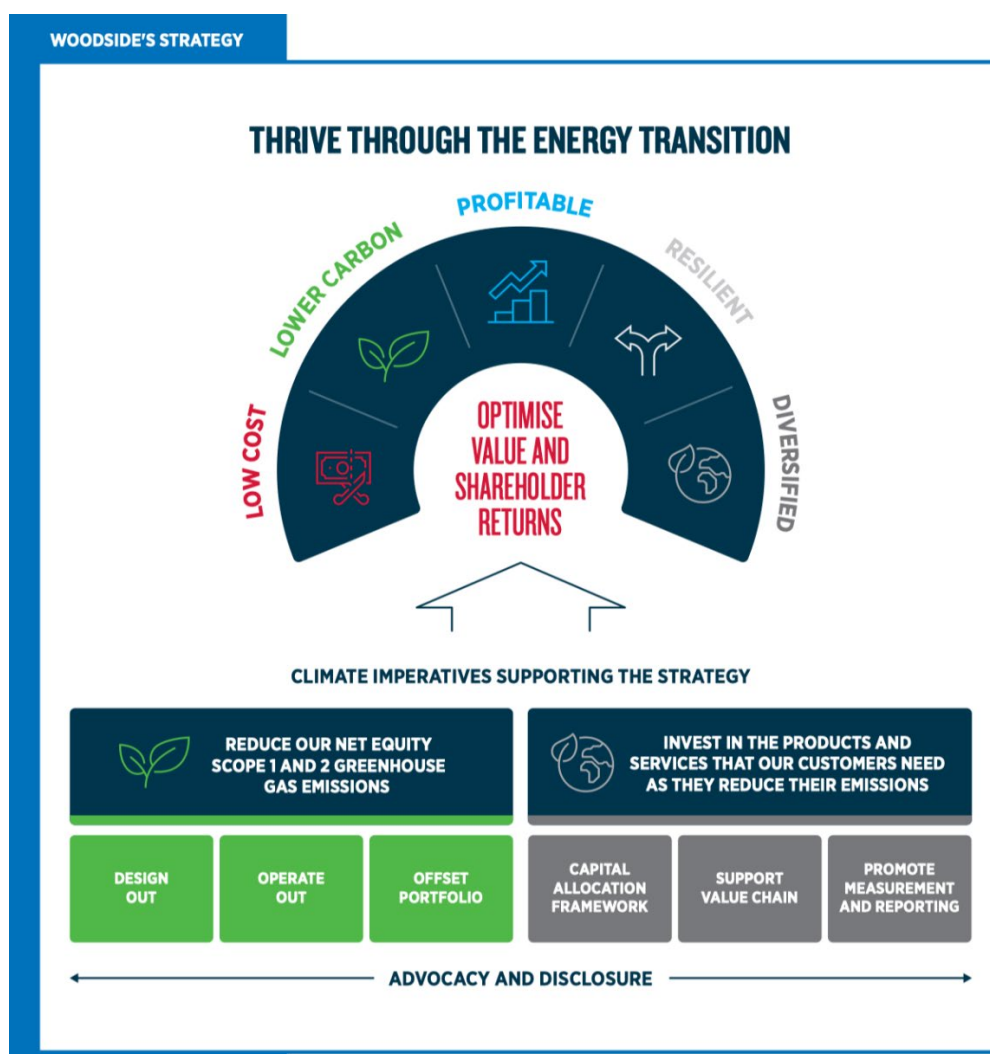 WOODSIDE'S STRATEGY
THRIVE THROUGH THE ENERGY TRANSITION
LOW COST
LOWER CARBON
PROFITABLE
RESILIENT
DIVERSIFIED
OPTIMISE
VALUE AND
SHAREHOLDER
RETURNS
CLIMATE IMPERATIVES SUPPORTING THE STRATEGY
REDUCE OUR NET EQUITY
SCOPE 1 AND 2 GREENHOUSE
GAS EMISSIONS
INVEST IN THE PRODUCTS AND
SERVICES THAT OUR CUSTOMERS NEED
AS THEY REDUCE THEIR EMISSIONS
DESIGN
OUT
OPERATE
OUT
OFFSET
PORTFOLIO
CAPITAL
ALLOCATION
FRAMEWORK
SUPPORT
VALUE CHAIN
PROMOTE
MEASUREMENT
AND REPORTING
ADVOCACY AND DISCLOSURE